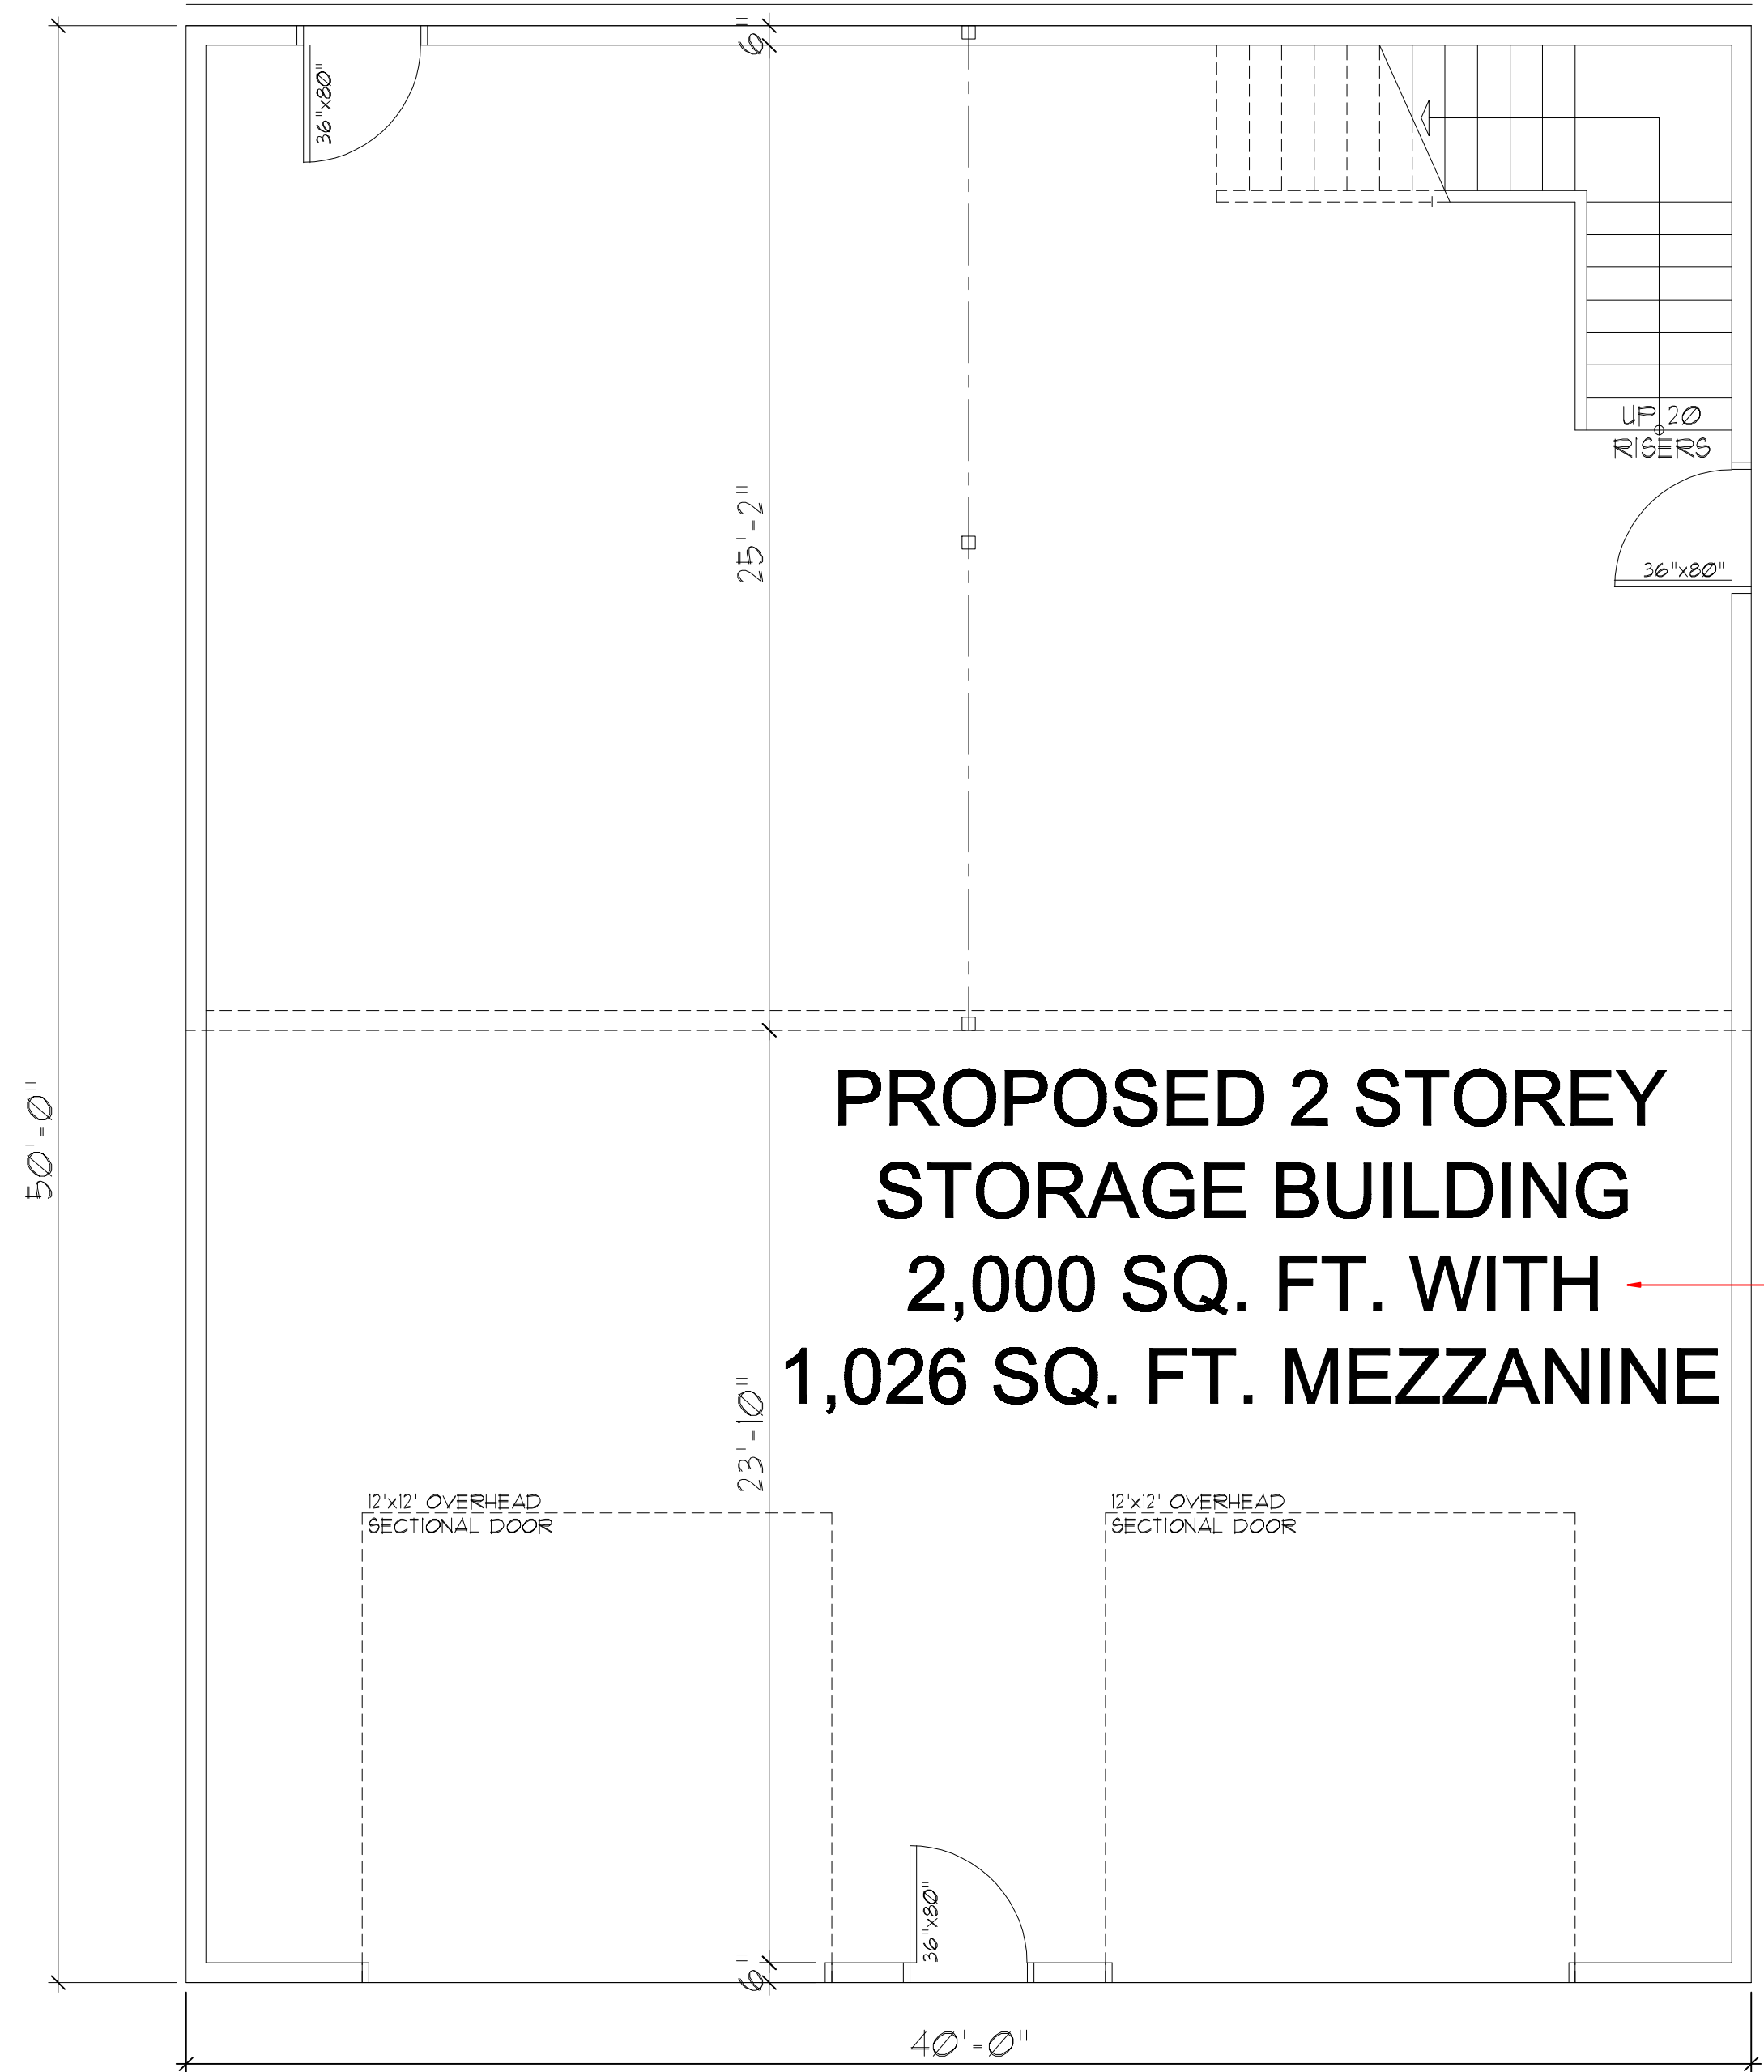 6"
36"x80"
UP 20
RISERS
25'-2"
36"x80"
PROPOSED 2 STOREY
STORAGE BUILDING
2,000 SQ. FT. WITH
1,026 SQ. FT. MEZZANINE
50'-0"
23'-10"
12'x12' OVERHEAD
SECTIONAL DOOR
12'x12' OVERHEAD
SECTIONAL DOOR
36"x80"
6"
40'-0"